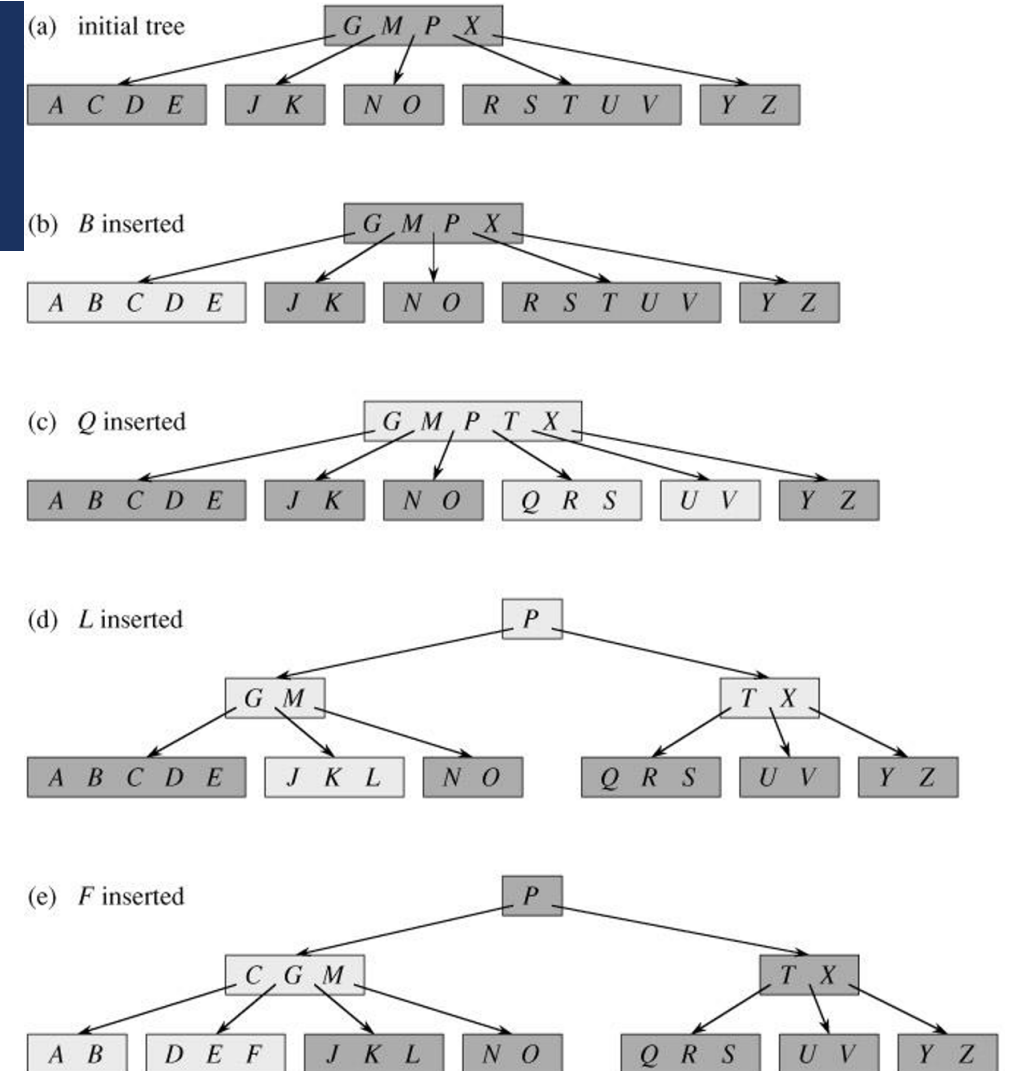 (a) initial tree
G M P X
A C D E J K N O R S T U V Y Z
(b) B inserted
G M P X
A B C D E J K N O R S T U V Y Z
(c) Q inserted
G M P T X
A B C D E J K N O Q R S U V Y Z
(d) L inserted
P
G M T X
A B C D E J K L N O Q R S U V Y Z
(e) F inserted
P
C G M T X
A B D E F J K L N O Q R S U V Y Z